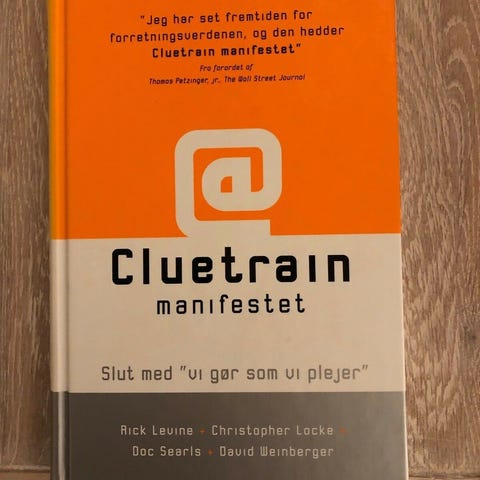 "Jeg har set fremtiden for
forretningsverdenen, og den hedder
Cluetrain manifestet"
Fra forordet af
Thomas Petzinger, jr., The Wall Street Journal
@
Cluetrain
manifestet
Slut med "vi gør som vi plejer"
Rick Levine + Christopher Locke +
Doc Searls + David Weinberger